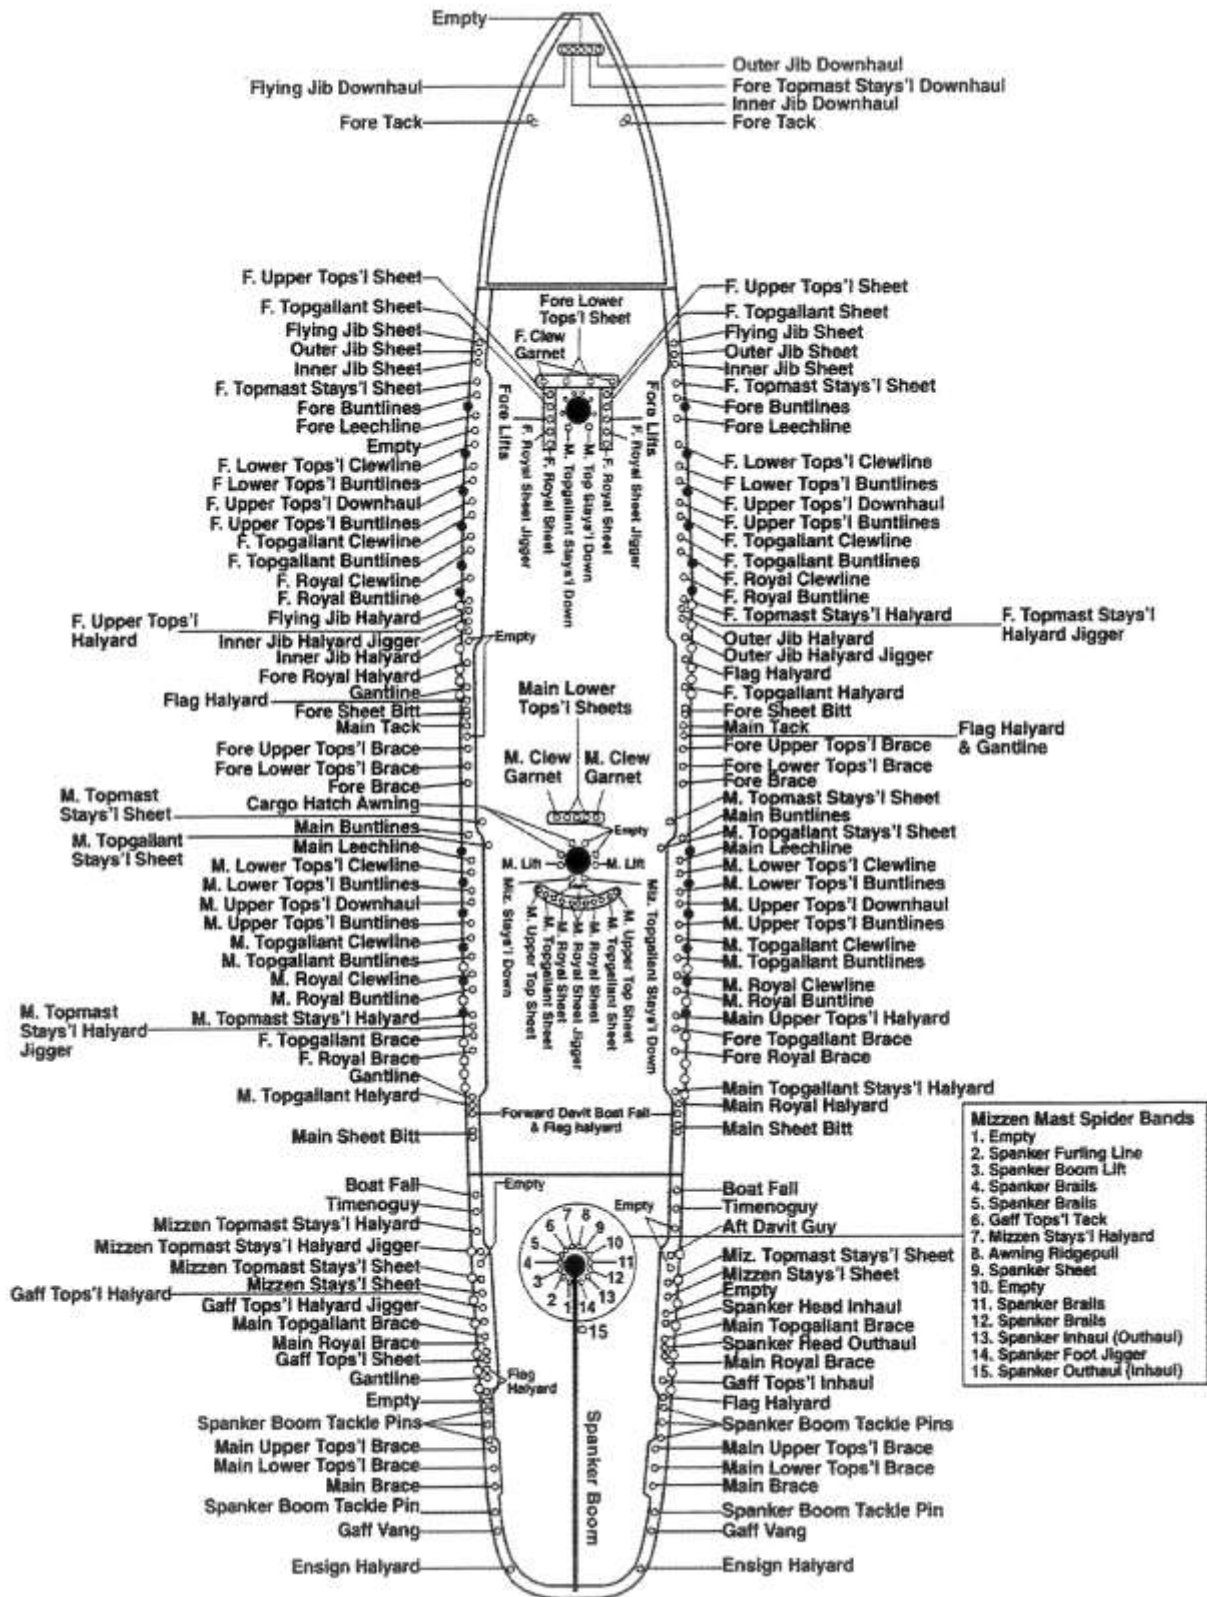 Empty
Outer Jib Downhaul
Flying Jib Downhaul
Fore Topmast Stays'l Downhaul
Inner Jib Downhaul
Fore Tack
Fore Tack
F. Upper Tops'l Sheet
F. Topgallant Sheet
Flying Jib Sheet
Outer Jib Sheet
Inner Jib Sheet
F. Topmast Stays'l Sheet
Fore Buntlines
Fore Leechline
Empty
F. Lower Tops'l Clewline
F. Lower Tops'l Buntlines
F. Upper Tops'l Downhaul
F. Upper Tops'l Buntlines
F. Topgallant Clewline
F. Topgallant Buntlines
F. Royal Clewline
F. Royal Buntline
Flying Jib Halyard
F. Upper Tops'l
Halyard
Inner Jib Halyard Jigger
Inner Jib Halyard
Fore Royal Halyard
Gantline
Flag Halyard
Fore Sheet Bitt
Main Tack
Fore Upper Tops'l Brace
Fore Lower Tops'l Brace
Fore Brace
M. Topmast
Stays'l Sheet
Cargo Hatch Awning
Main Buntlines
M. Topgallant
Stays'l Sheet
Main Leechline
M. Lower Tops'l Clewline
M. Lower Tops'l Buntlines
M. Upper Tops'l Downhaul
M. Upper Tops'l Buntlines
M. Topgallant Clewline
M. Topgallant Buntlines
M. Royal Clewline
M. Royal Buntline
M. Topmast
Stays'l Halyard
Jigger
M. Topmast Stays'l Halyard
F. Topgallant Brace
F. Royal Brace
Gantline
M. Topgallant Halyard
Main Sheet Bitt
Boat Fall
Timenoguy
Mizzen Topmast Stays'l Halyard
Mizzen Topmast Stays'l Halyard Jigger
Mizzen Topmast Stays'l Sheet
Mizzen Stays'l Sheet
Gaff Tops'l Halyard
Gaff Tops'l Halyard Jigger
Main Topgallant Brace
Main Royal Brace
Gaff Tops'l Sheet
Gantline
Empty
Spanker Boom Tackle Pins
Main Upper Tops'l Brace
Main Lower Tops'l Brace
Main Brace
Spanker Boom Tackle Pin
Gaff Vang
Ensign Halyard
Fore Lower
Tops'l Sheet
F. Clew
Garnet
Fore Lifts
Fore Lifts
F. Royal Sheet Jigger
F. Royal Sheet
M. Topgallant Stays'l Down
M. Top Stays'l Down
F. Royal Sheet
F. Royal Sheet Jigger
Empty
Main Lower
Tops'l Sheets
M. Clew
Garnet
M. Clew
Garnet
Empty
M. Lift
M. Lift
Miz. Stays'l Down
M. Upper Top Sheet
M. Topgallant Sheet
M. Royal Sheet
M. Royal Sheet Jigger
M. Royal Sheet
M. Topgallant Sheet
M. Upper Top Sheet
Miz. Topgallant Stays'l Down
Forward Davit Boat Fall
& Flag halyard
Empty
Empty
7 8
6 9
5 10
4 11
3 12
2 13
1 14
15
Flag
Halyard
Spanker Boom
F. Upper Tops'l Sheet
F. Topgallant Sheet
Flying Jib Sheet
Outer Jib Sheet
Inner Jib Sheet
F. Topmast Stays'l Sheet
Fore Buntlines
Fore Leechline
F. Lower Tops'l Clewline
F Lower Tops'l Buntlines
F. Upper Tops'l Downhaul
F. Upper Tops'l Buntlines
F. Topgallant Clewline
F. Topgallant Buntlines
F. Royal Clewline
F. Royal Buntline
F. Topmast Stays'l Halyard
F. Topmast Stays'l
Halyard Jigger
Outer Jib Halyard
Outer Jib Halyard Jigger
Flag Halyard
F. Topgallant Halyard
Fore Sheet Bitt
Main Tack
Flag Halyard
& Gantline
Fore Upper Tops'l Brace
Fore Lower Tops'l Brace
Fore Brace
M. Topmast Stays'l Sheet
Main Buntlines
M. Topgallant Stays'l Sheet
Main Leechline
M. Lower Tops'l Clewline
M. Lower Tops'l Buntlines
M. Upper Tops'l Downhaul
M. Upper Tops'l Buntlines
M. Topgallant Clewline
M. Topgallant Buntlines
M. Royal Clewline
M. Royal Buntline
Main Upper Tops'l Halyard
Fore Topgallant Brace
Fore Royal Brace
Main Topgallant Stays'l Halyard
Main Royal Halyard
Main Sheet Bitt
Boat Fall
Timenoguy
Aft Davit Guy
Miz. Topmast Stays'l Sheet
Mizzen Stays'l Sheet
Empty
Spanker Head Inhaul
Main Topgallant Brace
Spanker Head Outhaul
Main Royal Brace
Gaff Tops'l Inhaul
Flag Halyard
Spanker Boom Tackle Pins
Main Upper Tops'l Brace
Main Lower Tops'l Brace
Main Brace
Spanker Boom Tackle Pin
Gaff Vang
Ensign Halyard
Mizzen Mast Spider Bands
1. Empty
2. Spanker Furling Line
3. Spanker Boom Lift
4. Spanker Brails
5. Spanker Brails
6. Gaff Tops'l Tack
7. Mizzen Stays'l Halyard
8. Awning Ridgepull
9. Spanker Sheet
10. Empty
11. Spanker Brails
12. Spanker Brails
13. Spanker Inhaul (Outhaul)
14. Spanker Foot Jigger
15. Spanker Outhaul (Inhaul)